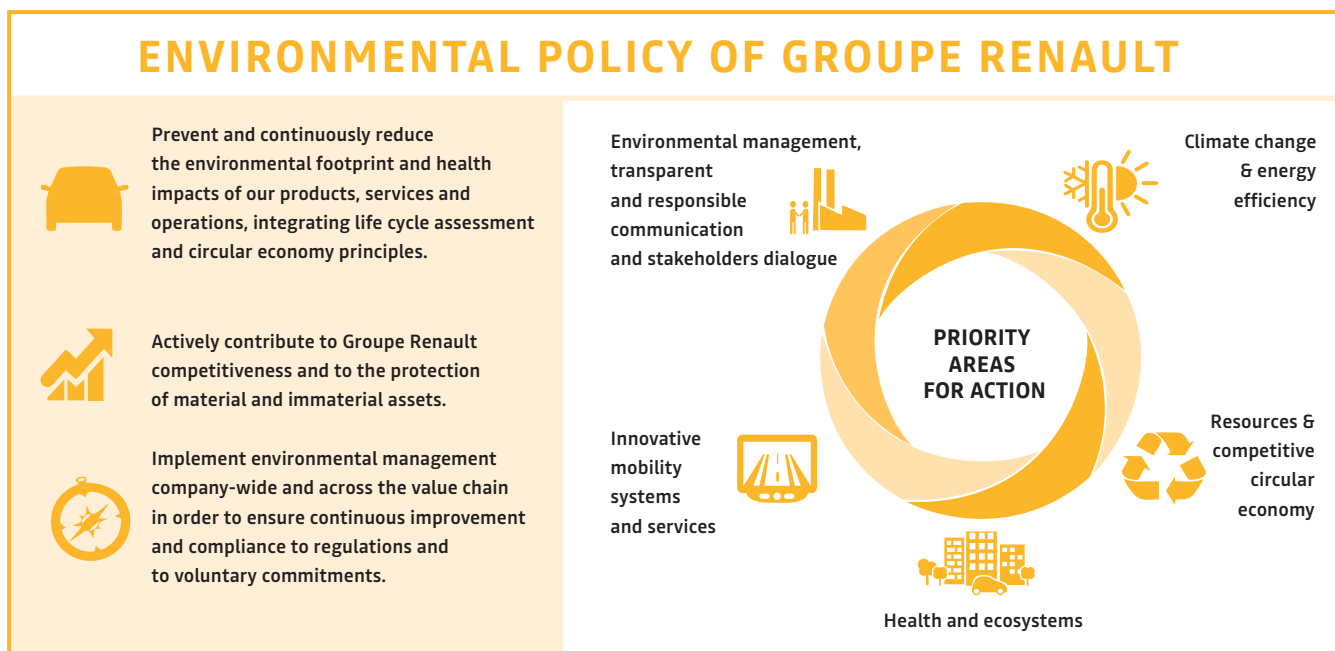 ENVIRONMENTAL POLICY OF GROUPE RENAULT
Prevent and continuously reduce
the environmental footprint and health
impacts of our products, services and
operations, integrating life cycle assessment
and circular economy principles.
Actively contribute to Groupe Renault
competitiveness and to the protection
of material and immaterial assets.
Implement environmental management
company-wide and across the value chain
in order to ensure continuous improvement
and compliance to regulations and
to voluntary commitments.
Environmental management,
transparent
and responsible
communication
and stakeholders dialogue
Climate change
& energy
efficiency
PRIORITY
AREAS
FOR ACTION
Innovative
mobility
systems
and services
Resources &
competitive
circular
economy
Health and ecosystems